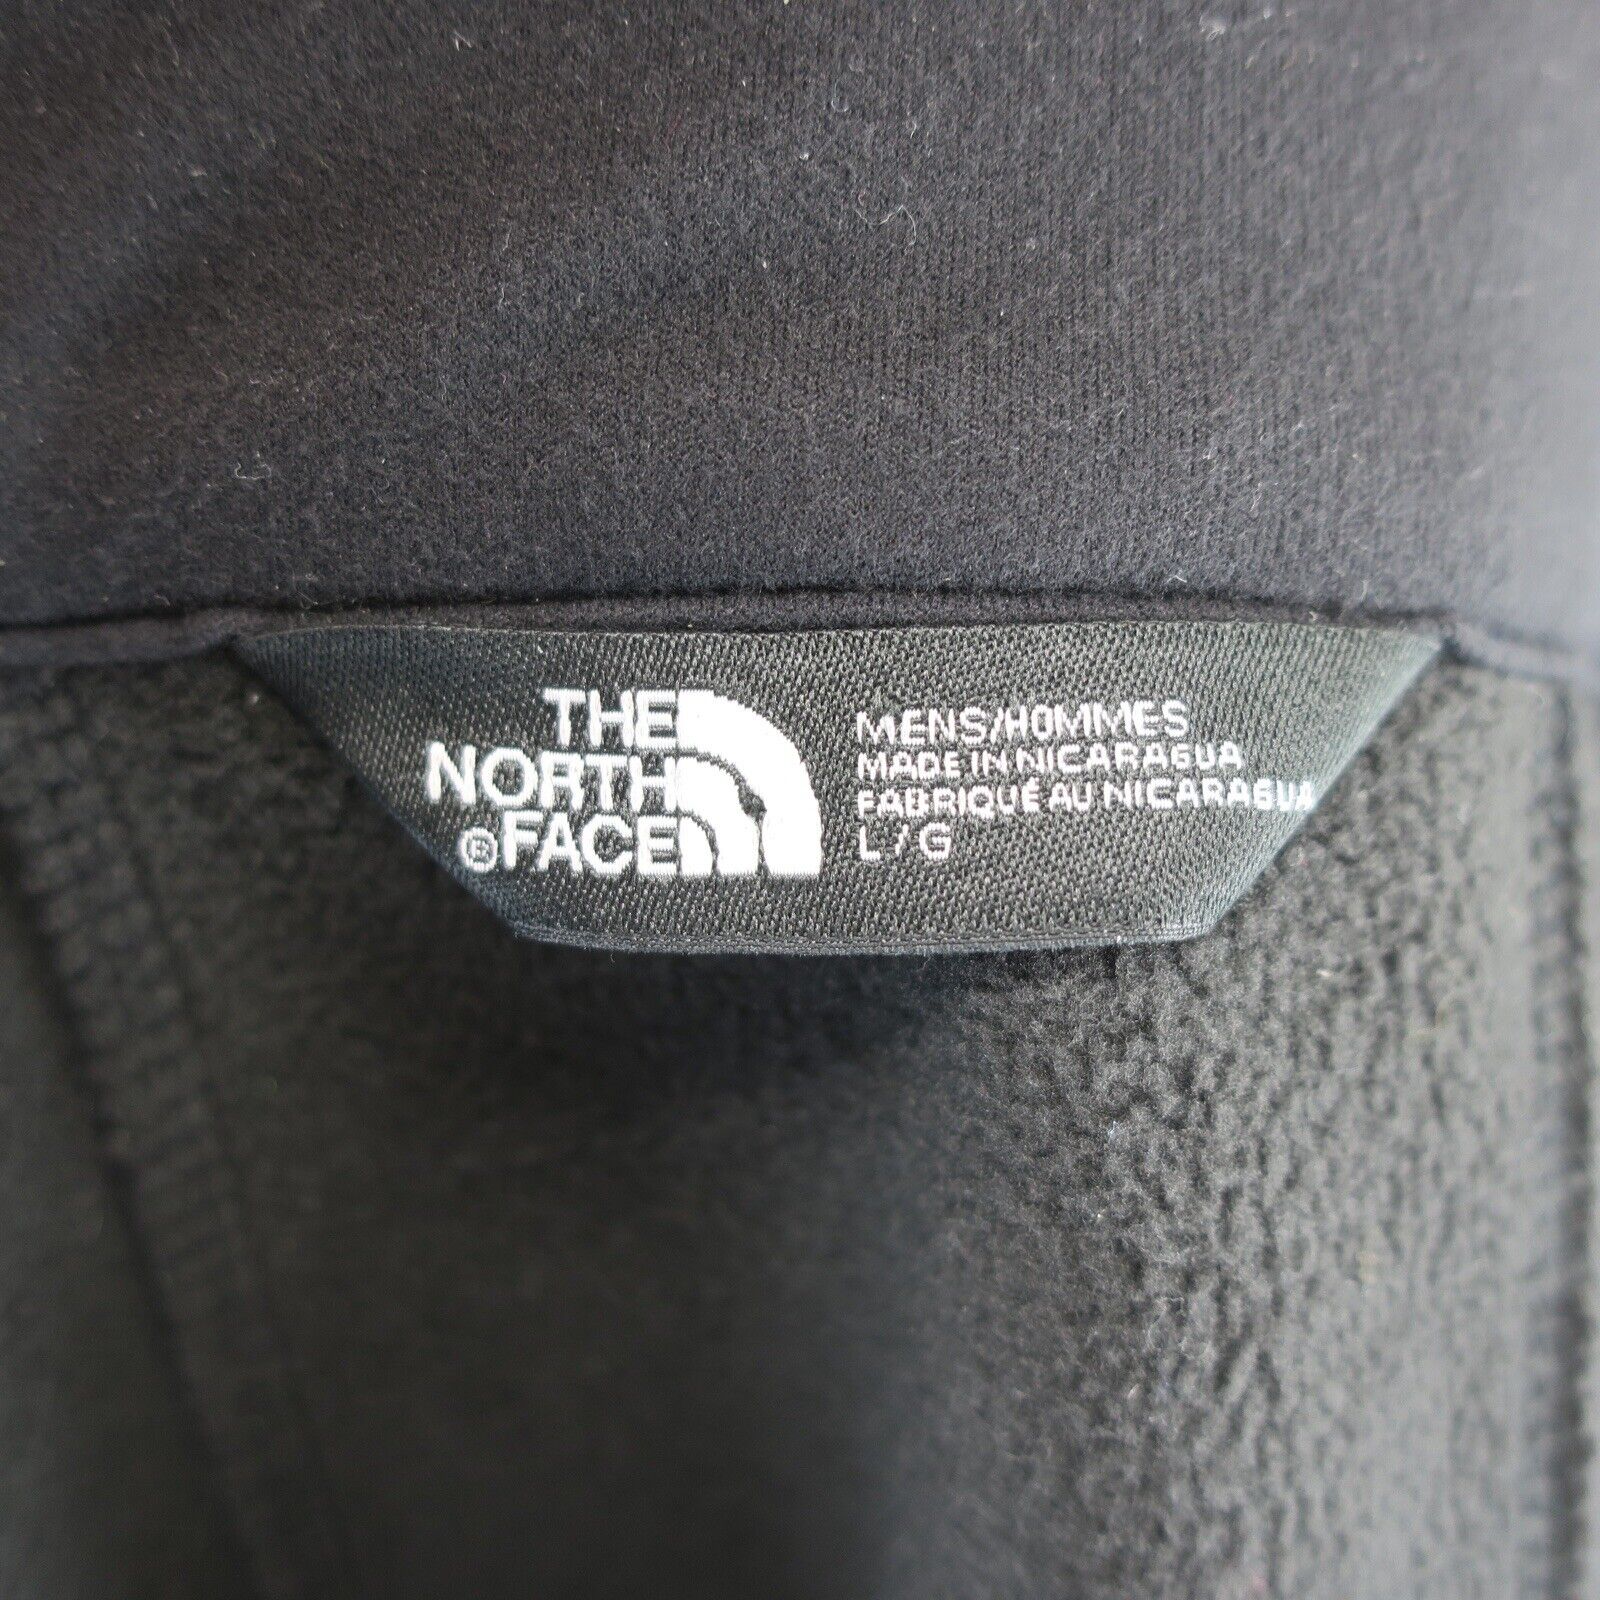 THE
NORTH
® FACE
MENS/HOMMES
MADE IN NICARAGUA
FABRIQUÉ AU NICARAGUA
L / G